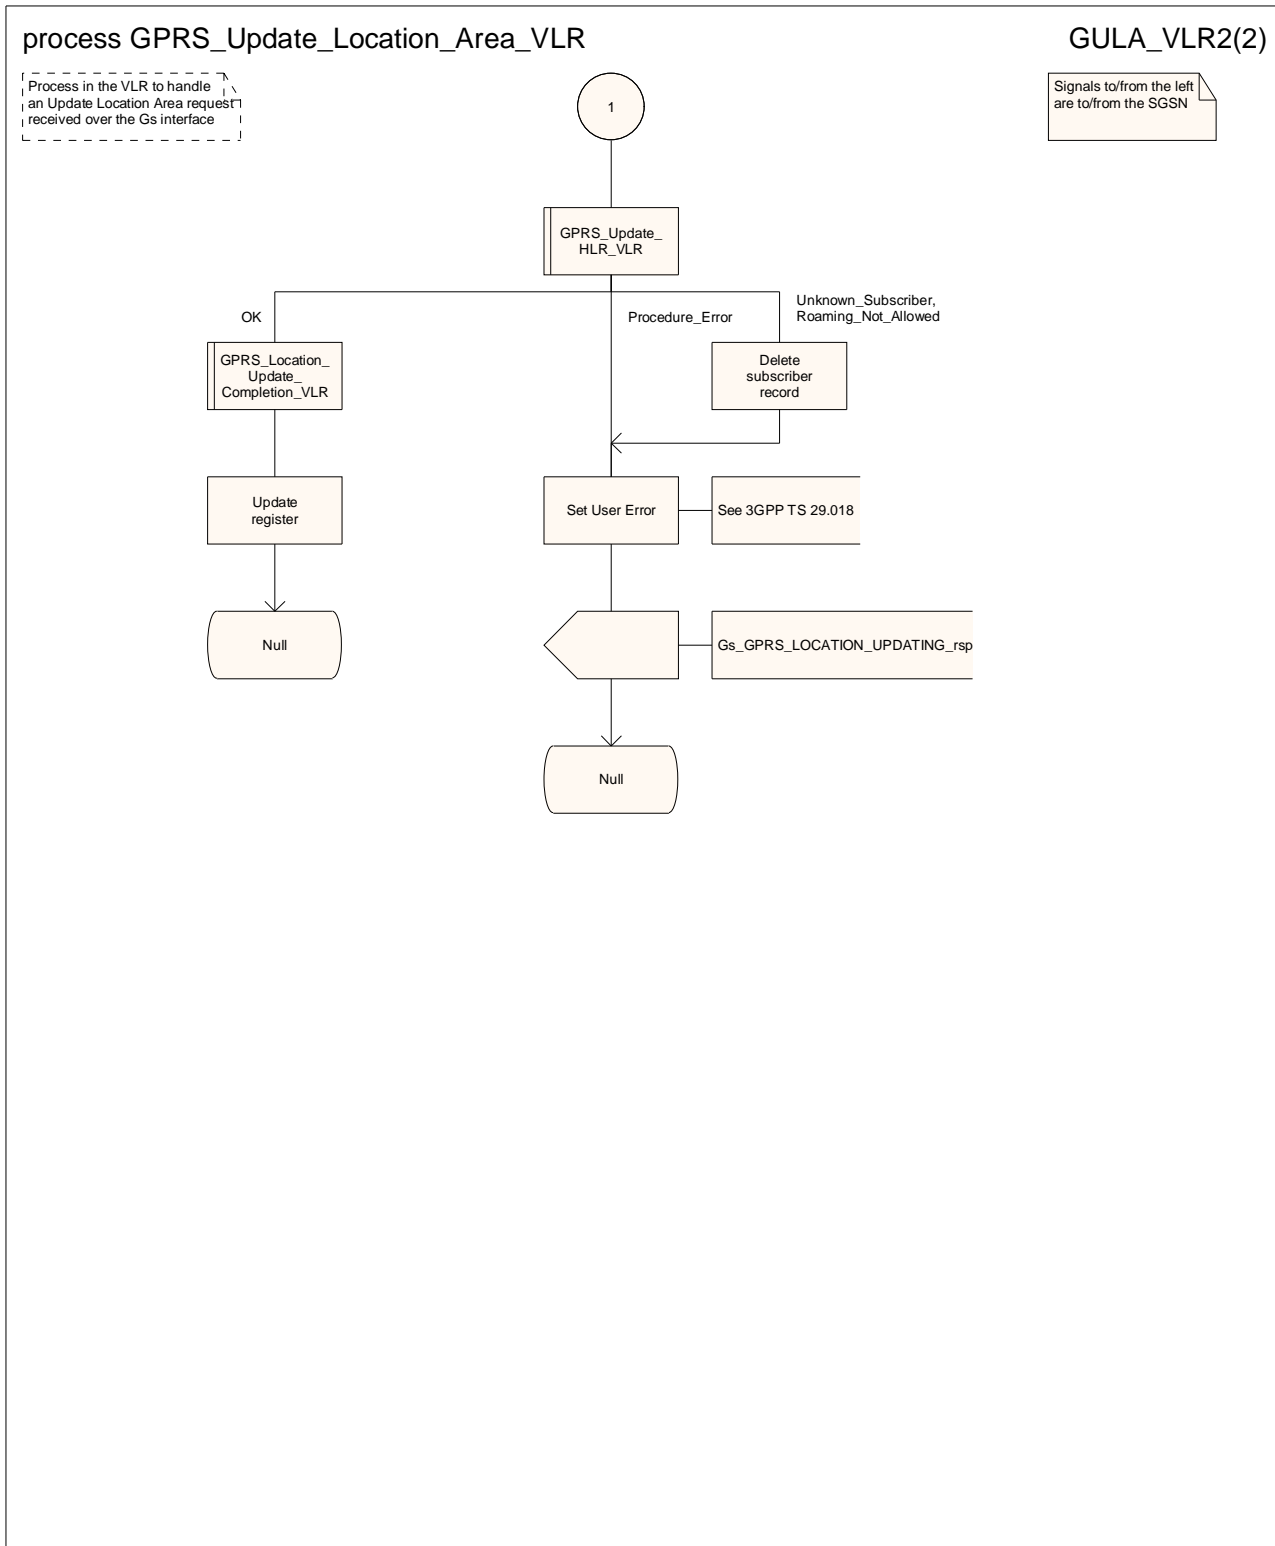 process GPRS_Update_Location_Area_VLR
GULA_VLR2(2)
Process in the VLR to handle
an Update Location Area request
received over the Gs interface
1
Signals to/from the left
are to/from the SGSN
GPRS_Update_
HLR_VLR
OK
Procedure_Error
Unknown_Subscriber,
Roaming_Not_Allowed
GPRS_Location_
Update_
Completion_VLR
Delete
subscriber
record
Update
register
Set User Error
See 3GPP TS 29.018
Null
Gs_GPRS_LOCATION_UPDATING_rsp
Null